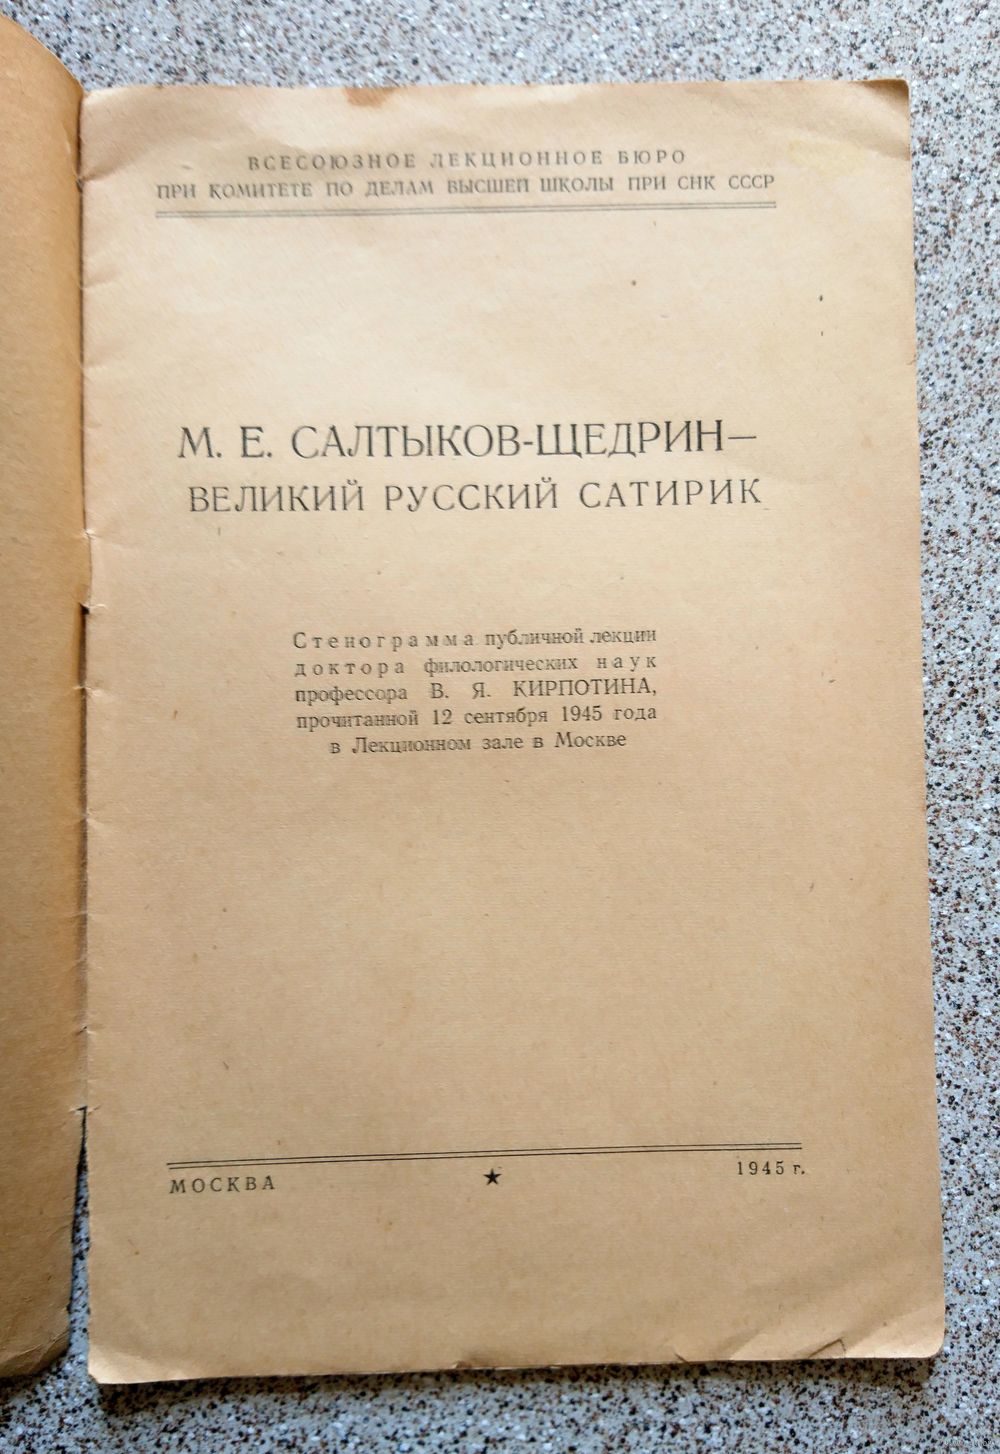 ВСЕСОЮЗНОЕ ЛЕКЦИОННОЕ БЮРО
ПРИ КОМИТЕТЕ ПО ДЕЛАМ ВЫСШЕЙ ШКОЛЫ ПРИ СНК СССР
М. Е. САЛТЫКОВ-ЩЕДРИН—
ВЕЛИКИЙ РУССКИЙ САТИРИК
Стенограмма публичной лекции
доктора филологических наук
профессора В. Я. КИРПОТИНА,
прочитанной 12 сентября 1945 года
в Лекционном зале в Москве
МОСКВА ★ 1945 г.